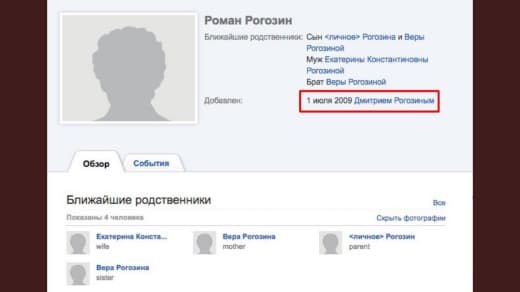 Роман Рогозин
Ближайшие родственники: Сын <личное> Рогозина и Веры
Рогозиной
Муж Екатерины Константиновны
Рогозиной
Брат Веры Рогозиной
Добавлен: 1 июля 2009 Дмитрием Рогозиным
Обзор События
Ближайшие родственники Все
Показаны 4 человека Скрыть фотографии
Екатерина Конста... Вера Рогозина <личное> Рогозин
wife mother parent
Вера Рогозина
sister